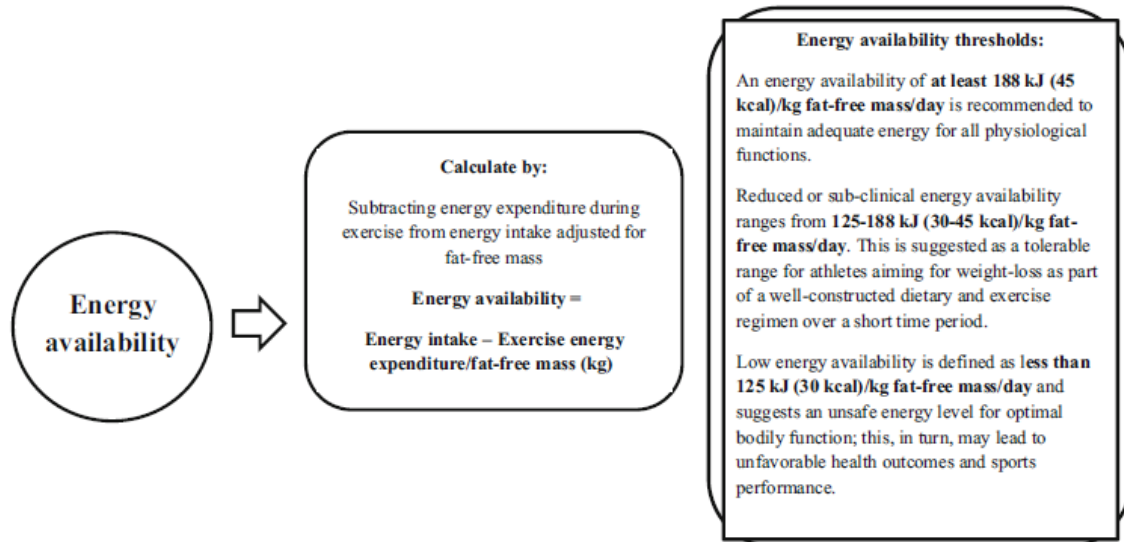 Energy
availability
Calculate by:
Subtracting energy expenditure during
exercise from energy intake adjusted for
fat-free mass
Energy availability =
Energy intake – Exercise energy
expenditure/fat-free mass (kg)
Energy availability thresholds:
An energy availability of at least 188 kJ (45
kcal)/kg fat-free mass/day is recommended to
maintain adequate energy for all physiological
functions.
Reduced or sub-clinical energy availability
ranges from 125-188 kJ (30-45 kcal)/kg fat-
free mass/day. This is suggested as a tolerable
range for athletes aiming for weight-loss as part
of a well-constructed dietary and exercise
regimen over a short time period.
Low energy availability is defined as less than
125 kJ (30 kcal)/kg fat-free mass/day and
suggests an unsafe energy level for optimal
bodily function; this, in turn, may lead to
unfavorable health outcomes and sports
performance.